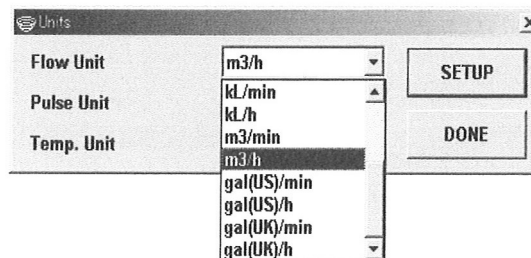 Units
Flow Unit
m3/h
SETUP
Pulse Unit
kL/min
kL/h
Temp. Unit
m3/min
DONE
m3/h
gal(US)/min
gal(US)/h
gal(UK)/min
gal(UK)/h